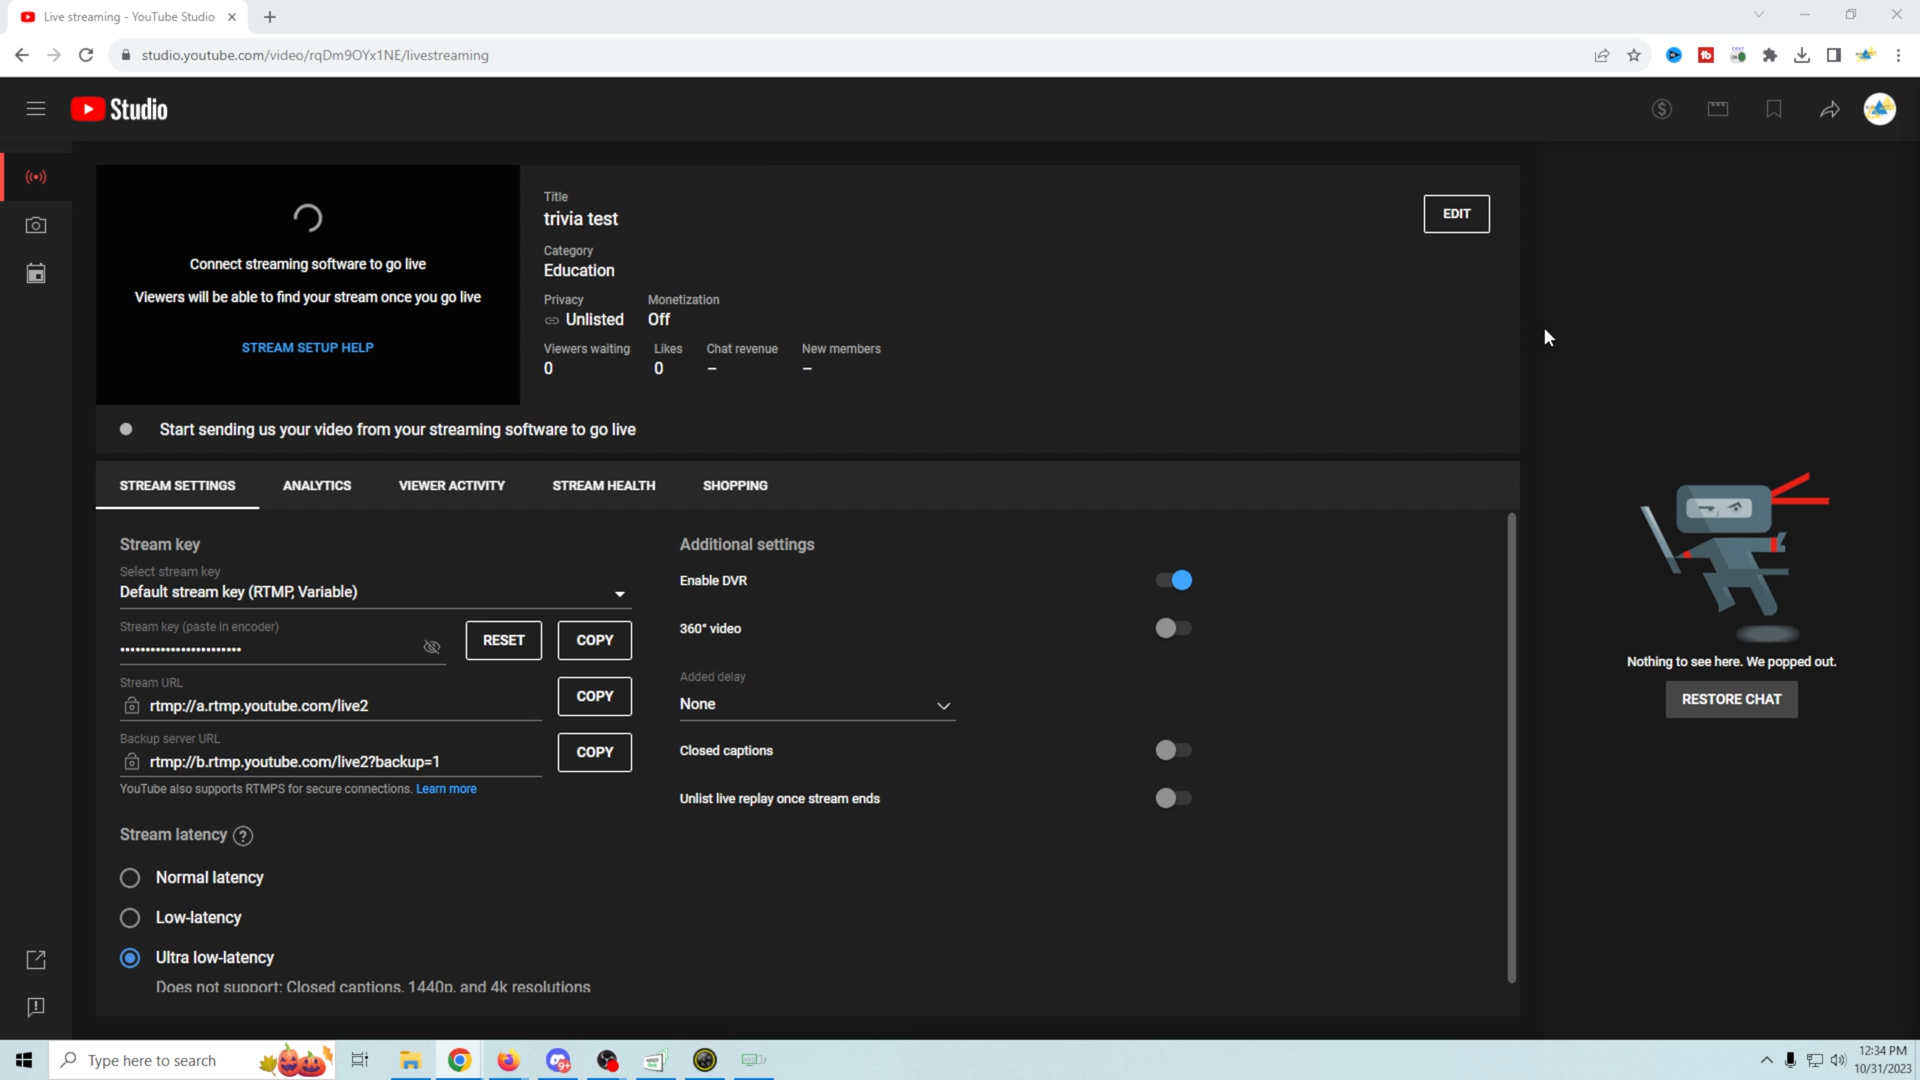 Live streaming - YouTube Studio
studio.youtube.com/video/rqDm9OYx1NE/livestreaming
Studio
Connect streaming software to go live
Viewers will be able to find your stream once you go live
STREAM SETUP HELP
Title
trivia test
EDIT
Category
Education
Privacy Monetization
Unlisted Off
Viewers waiting Likes Chat revenue New members
0 0 – –
Start sending us your video from your streaming software to go live
STREAM SETTINGS ANALYTICS VIEWER ACTIVITY STREAM HEALTH SHOPPING
Stream key
Select stream key
Default stream key (RTMP, Variable)
Stream key (paste in encoder)
••••••••••••••••••••••••
RESET COPY
Stream URL
rtmp://a.rtmp.youtube.com/live2
COPY
Backup server URL
rtmp://b.rtmp.youtube.com/live2?backup=1
COPY
YouTube also supports RTMPS for secure connections. Learn more
Stream latency ?
Normal latency
Low-latency
Ultra low-latency
Does not support: Closed captions, 1440p, and 4k resolutions
Additional settings
Enable DVR
360° video
Added delay
None
Closed captions
Unlist live replay once stream ends
Nothing to see here. We popped out.
RESTORE CHAT
Type here to search
9+
12:34 PM
10/31/2023